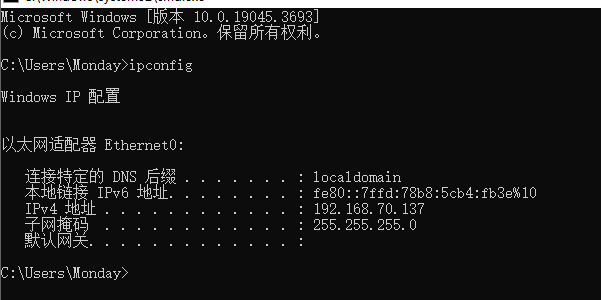 Microsoft Windows [版本 10.0.19045.3693]
(c) Microsoft Corporation。保留所有权利。
C:\Users\Monday>ipconfig
Windows IP 配置
以太网适配器 Ethernet0:
连接特定的 DNS 后缀 . . . . . . . : localdomain
本地链接 IPv6 地址. . . . . . . . : fe80::7ffd:78b8:5cb4:fb3e%10
IPv4 地址 . . . . . . . . . . . . : 192.168.70.137
子网掩码  . . . . . . . . . . . . : 255.255.255.0
默认网关. . . . . . . . . . . . . :
C:\Users\Monday>